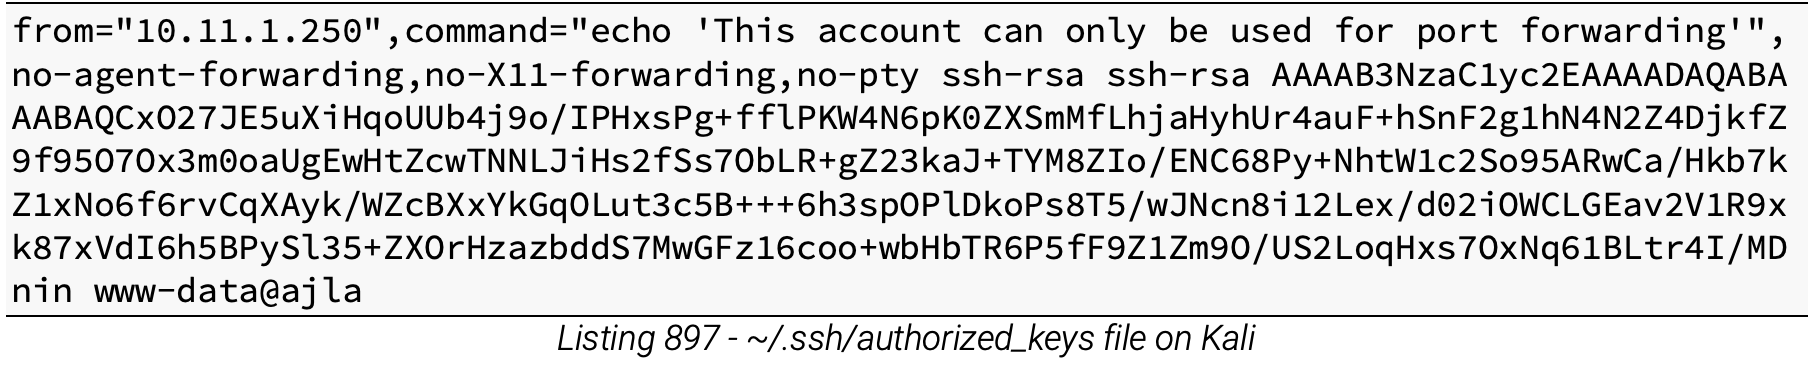 from="10.11.1.250",command="echo 'This account can only be used for port forwarding'",
no-agent-forwarding,no-X11-forwarding,no-pty ssh-rsa ssh-rsa AAAAB3NzaC1yc2EAAAADAQABA
AABAQCxO27JE5uXiHqoUUb4j9o/IPHxsPg+fflPKW4N6pK0ZXSmMfLhjaHyhUr4auF+hSnF2g1hN4N2Z4DjkfZ
9f95O7Ox3m0oaUgEwHtZcwTNNLJiHs2fSs7ObLR+gZ23kaJ+TYM8ZIo/ENC68Py+NhtW1c2So95ARwCa/Hkb7k
Z1xNo6f6rvCqXAyk/WZcBXxYkGqOLut3c5B+++6h3spOPlDkoPs8T5/wJNcn8i12Lex/d02iOWCLGEav2V1R9x
k87xVdI6h5BPySl35+ZXOrHzazbddS7MwGFz16coo+wbHbTR6P5fF9Z1Zm9O/US2LoqHxs7OxNq61BLtr4I/MD
nin www-data@ajla
Listing 897 - ~/.ssh/authorized_keys file on Kali